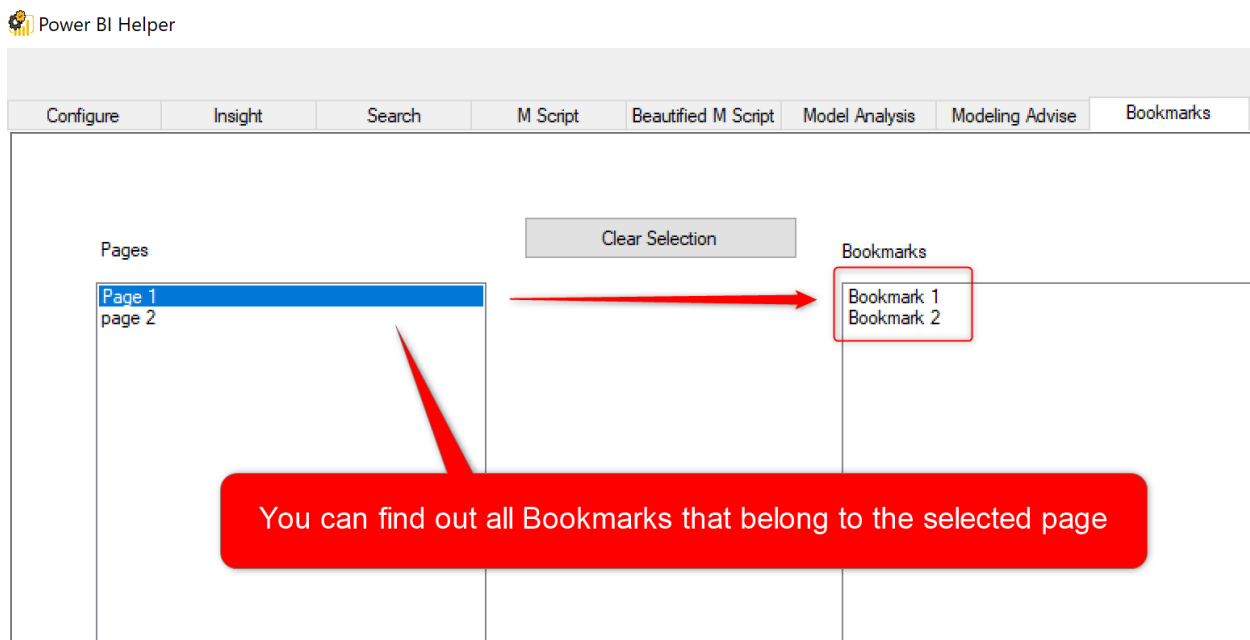 Power BI Helper
Configure Insight Search M Script Beautified M Script Model Analysis Modeling Advise Bookmarks
Clear Selection
Pages
Bookmarks
Page 1
page 2
Bookmark 1
Bookmark 2
You can find out all Bookmarks that belong to the selected page